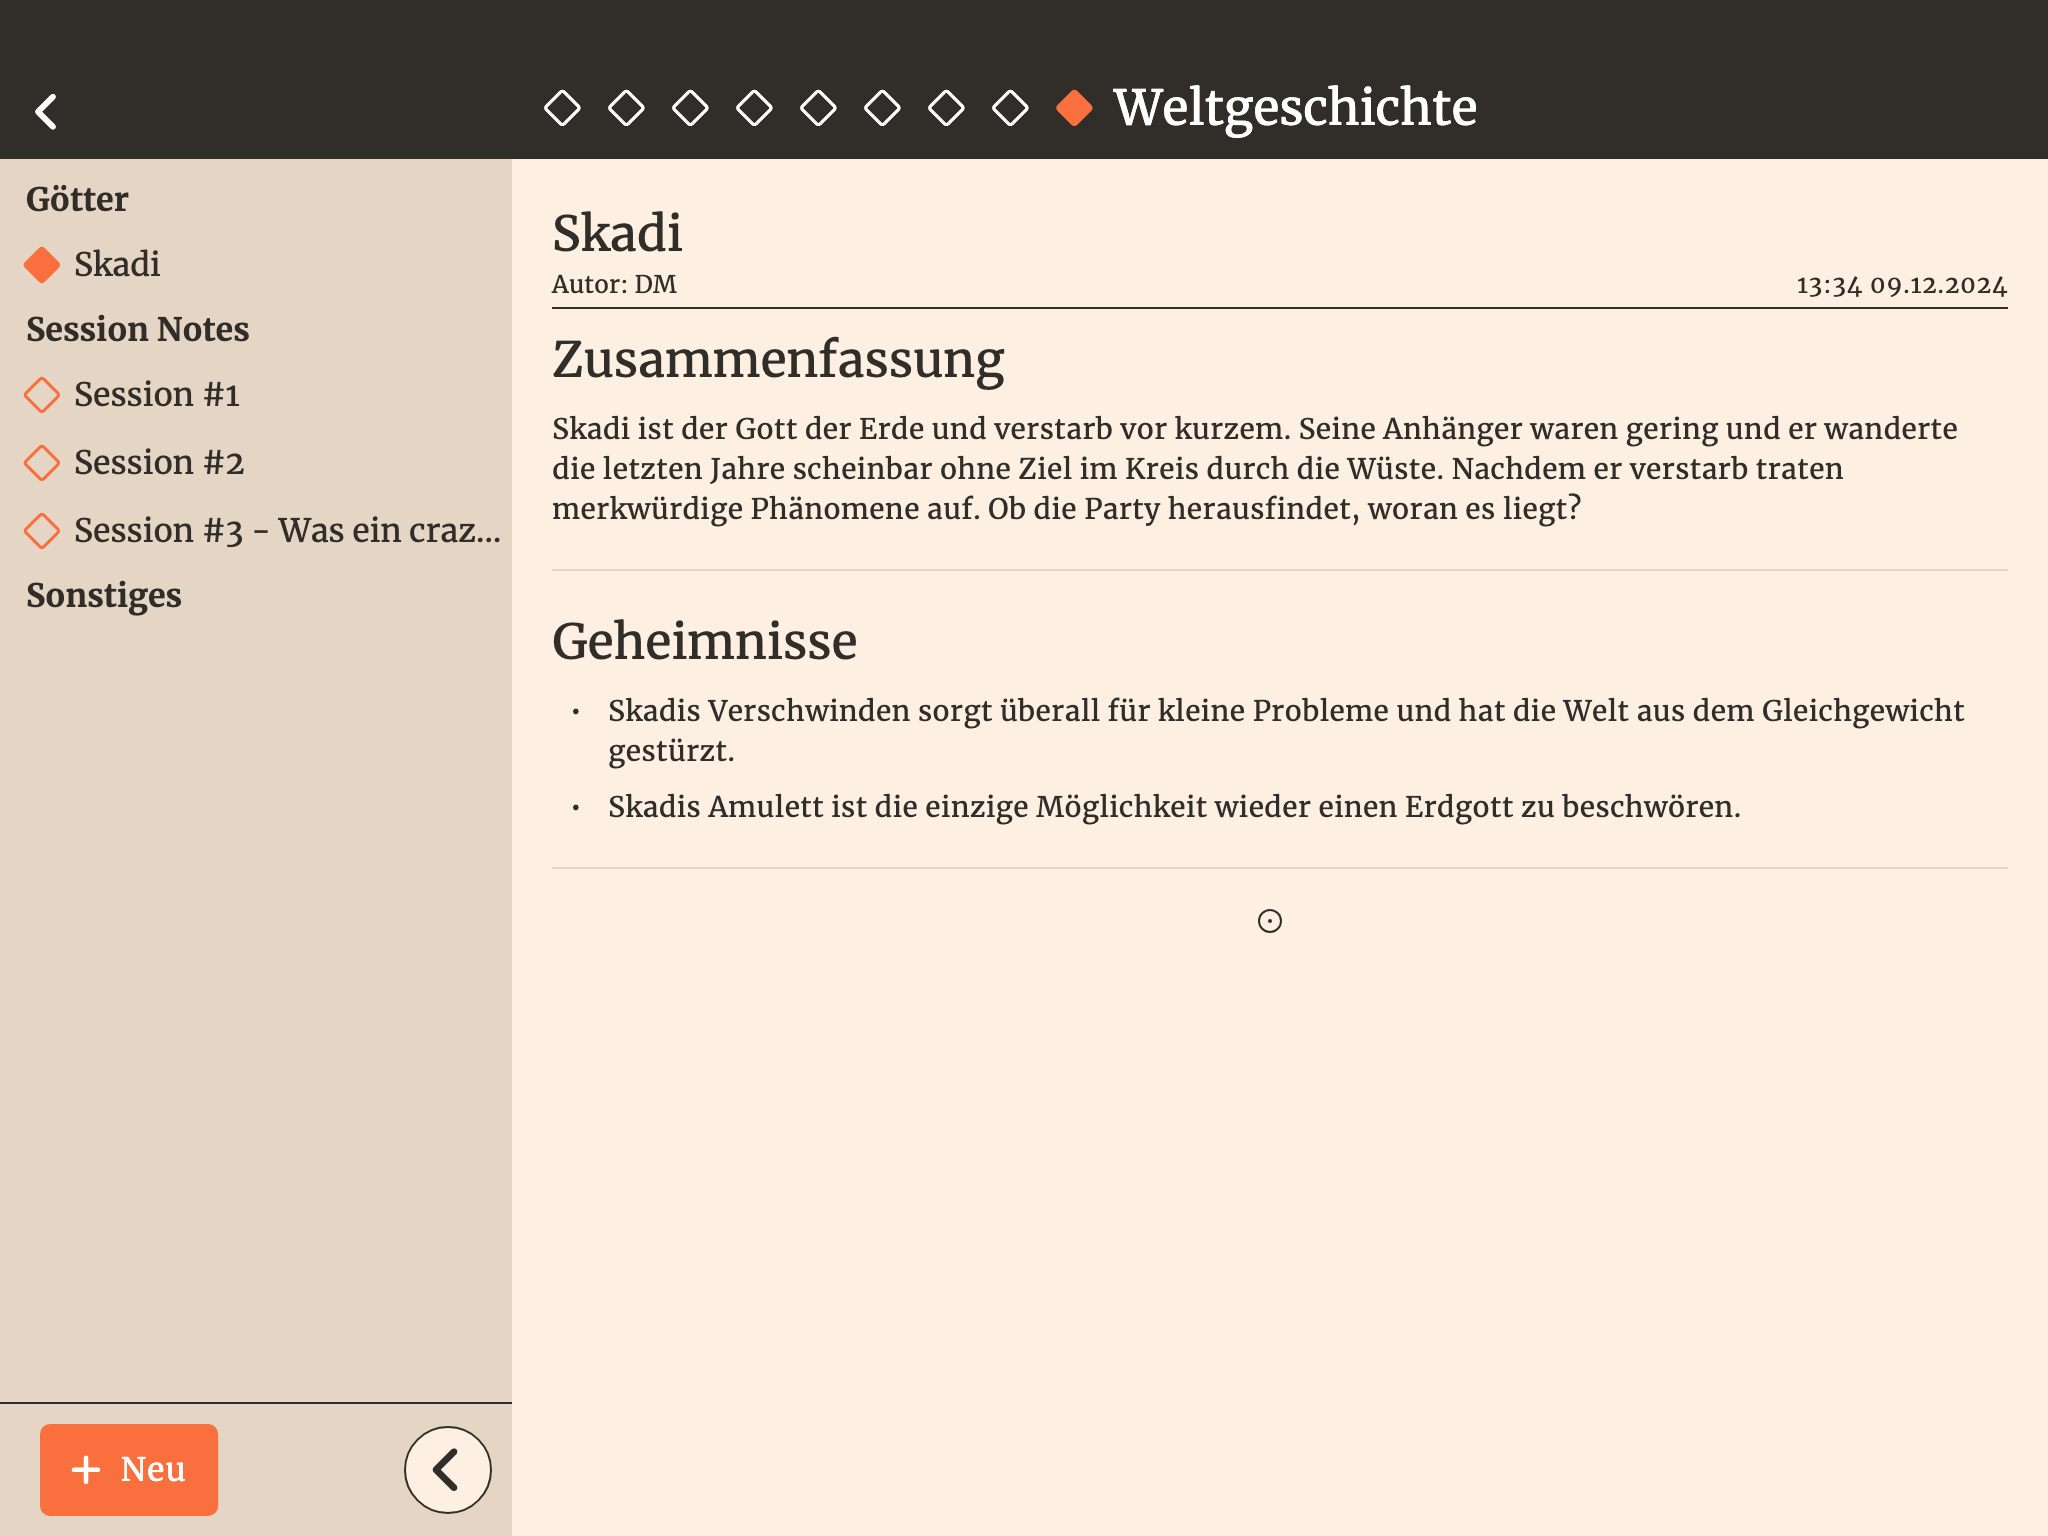 Weltgeschichte
Götter
Skadi
Session Notes
Session #1
Session #2
Session #3 - Was ein craz...
Sonstiges
+ Neu
Skadi
Autor: DM
13:34 09.12.2024
Zusammenfassung
Skadi ist der Gott der Erde und verstarb vor kurzem. Seine Anhänger waren gering und er wanderte
die letzten Jahre scheinbar ohne Ziel im Kreis durch die Wüste. Nachdem er verstarb traten
merkwürdige Phänomene auf. Ob die Party herausfindet, woran es liegt?
Geheimnisse
• Skadis Verschwinden sorgt überall für kleine Probleme und hat die Welt aus dem Gleichgewicht
gestürzt.
• Skadis Amulett ist die einzige Möglichkeit wieder einen Erdgott zu beschwören.